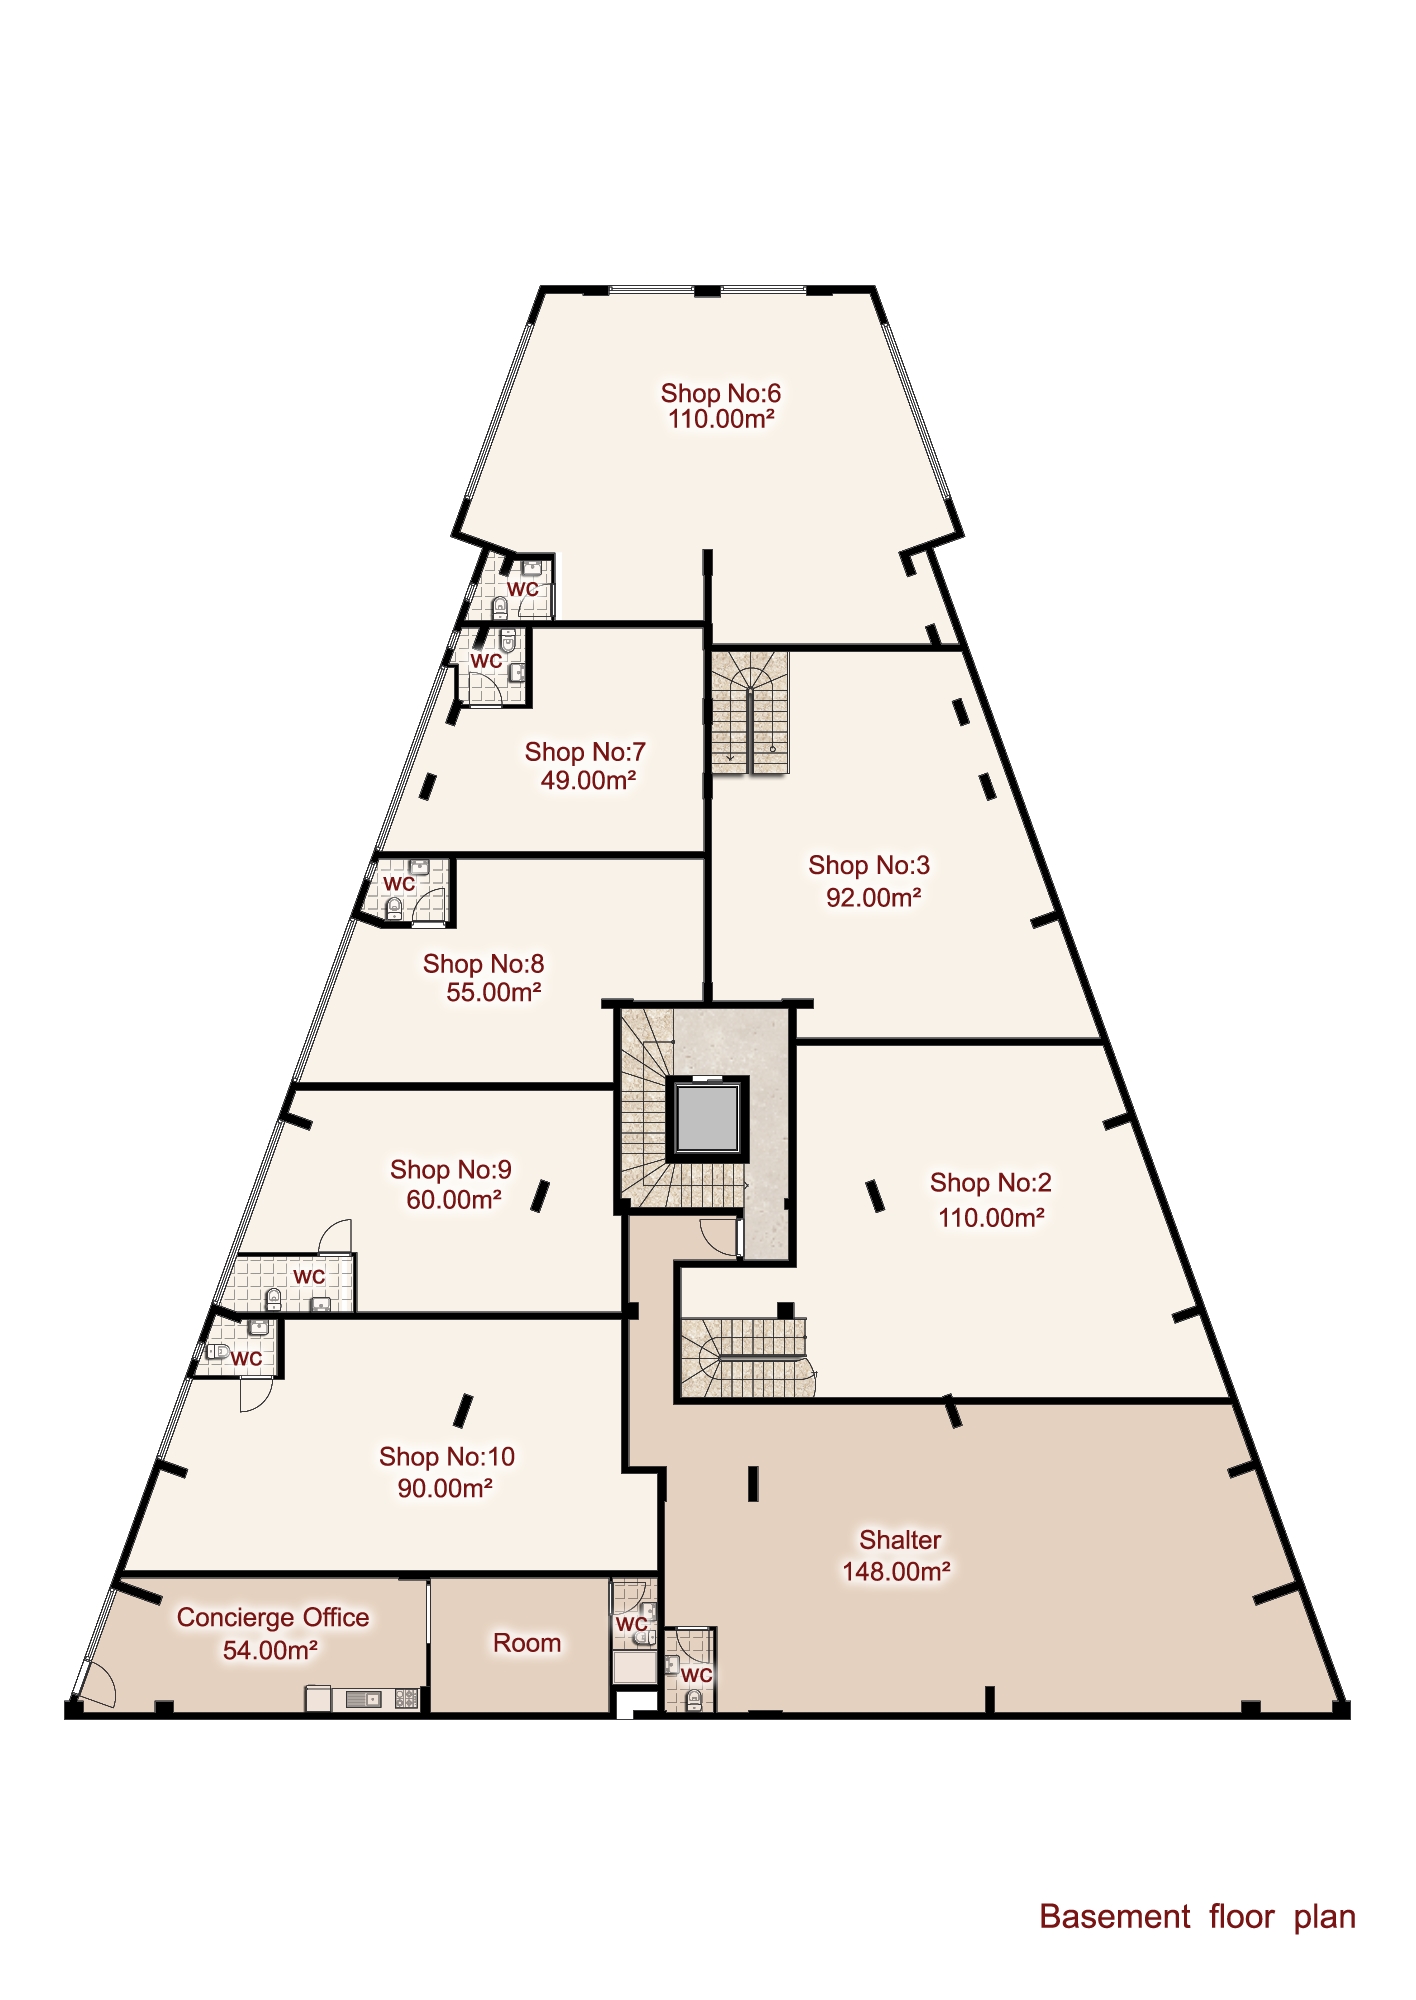 Shop No:6
110.00m²
WC
WC
Shop No:7
49.00m²
Shop No:3
92.00m²
WC
Shop No:8
55.00m²
Shop No:9
60.00m²
Shop No:2
110.00m²
WC
WC
Shop No:10
90.00m²
Shalter
148.00m²
Concierge Office
54.00m²
Room
WC
WC
Basement floor plan